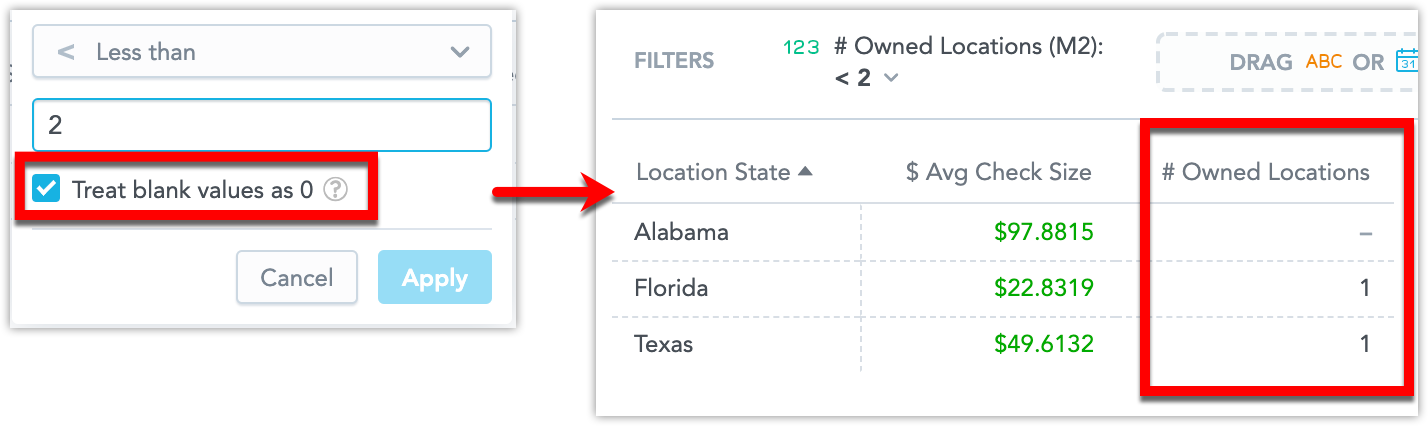 < Less than
2
Treat blank values as 0 ?
Cancel Apply
FILTERS 123 # Owned Locations (M2):
< 2
DRAG ABC OR 31
Location State $ Avg Check Size # Owned Locations
Alabama $97.8815 –
Florida $22.8319 1
Texas $49.6132 1